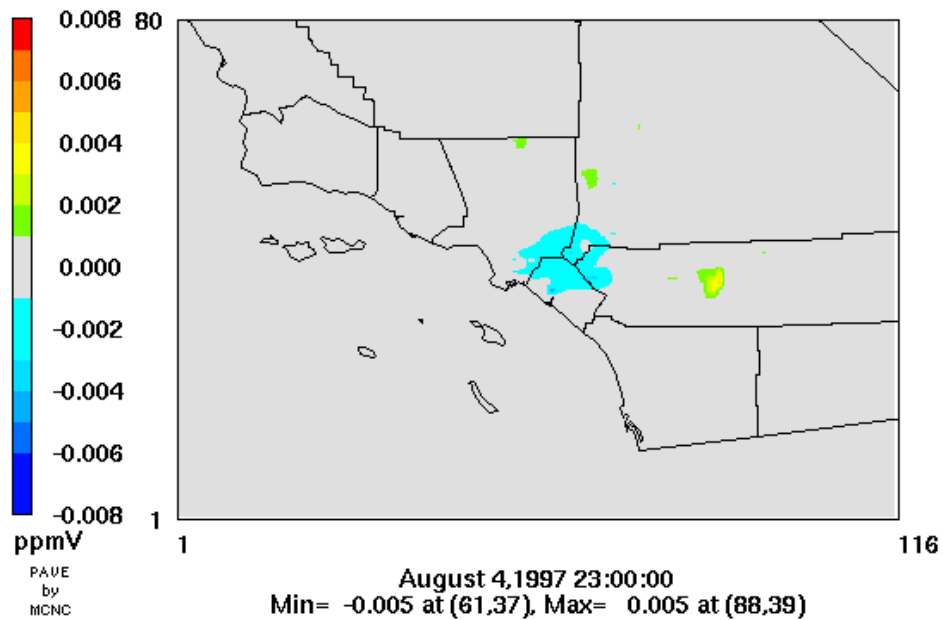 0.008
0.006
0.004
0.002
0.000
-0.002
-0.004
-0.006
-0.008
ppmV
PAVE
by
MCNC
80
1
1
116
August 4,1997 23:00:00
Min= -0.005 at (61,37), Max= 0.005 at (88,39)